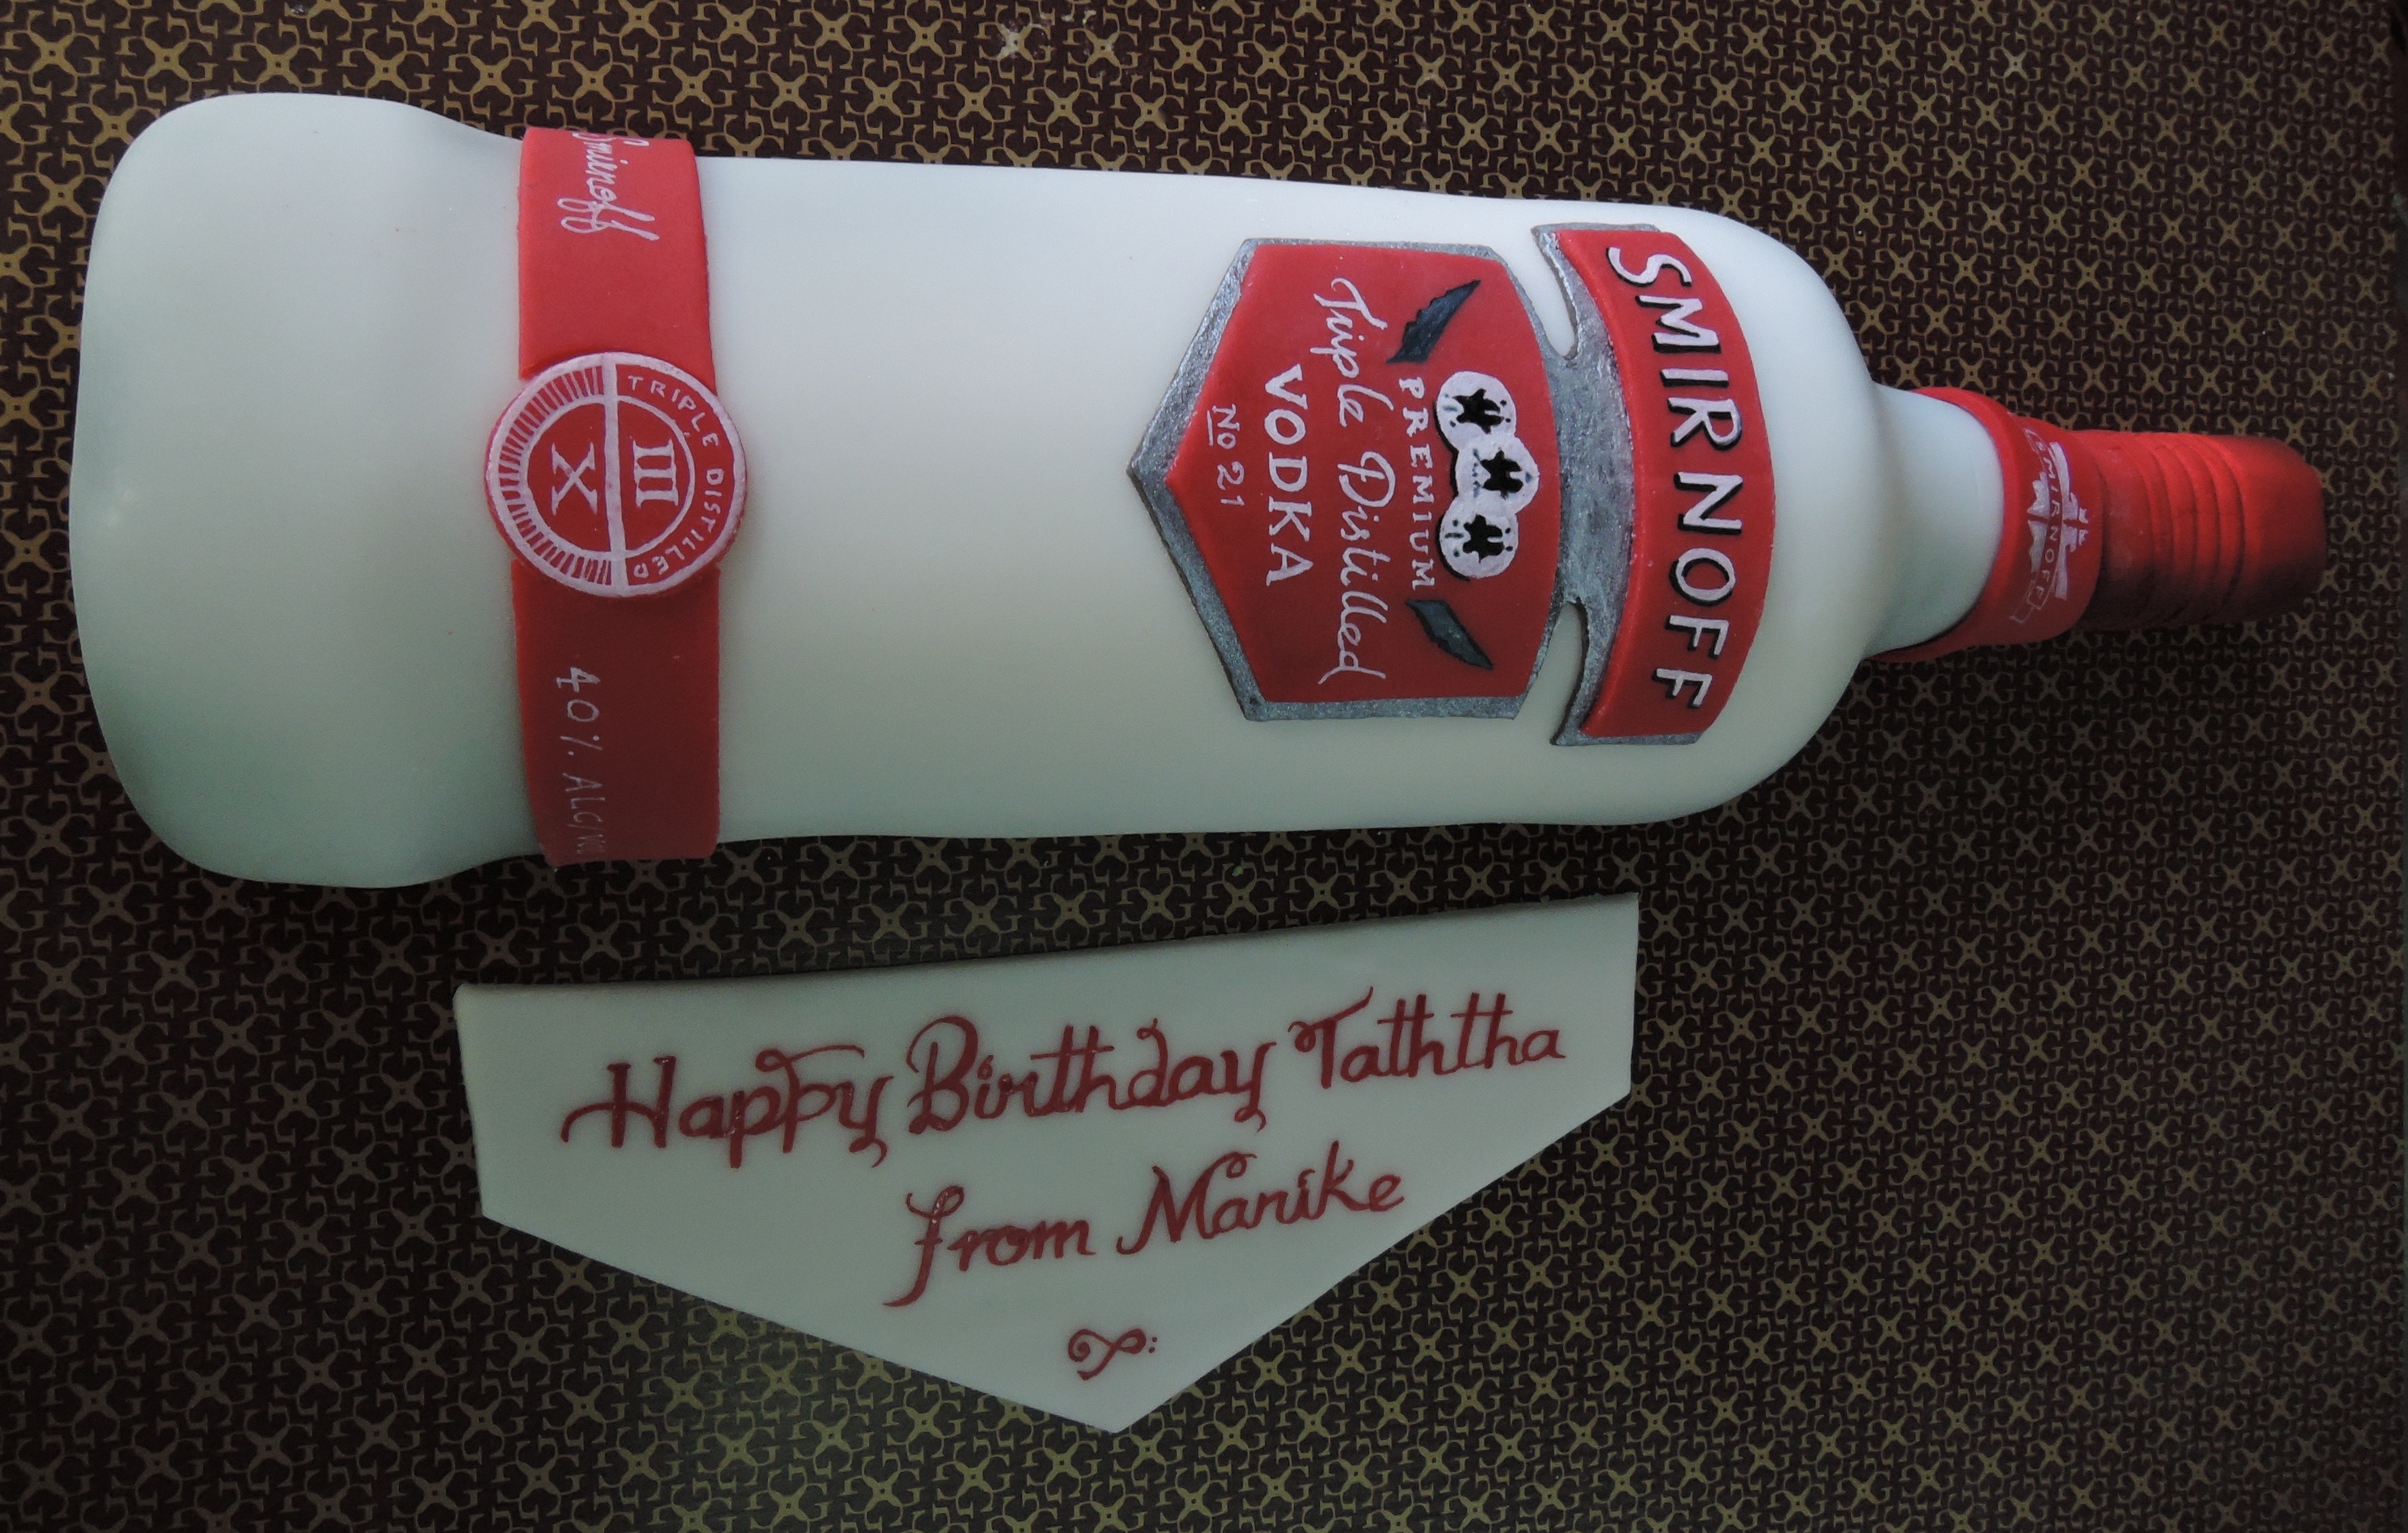 SMIRNOFF
SMIRNOFF
PREMIUM
Triple Distilled
VODKA
No 21
Smirnoff
TRIPLE DISTILLED
III
X
40% ALC/VOL
Happy Birthday Taththa
from Manike